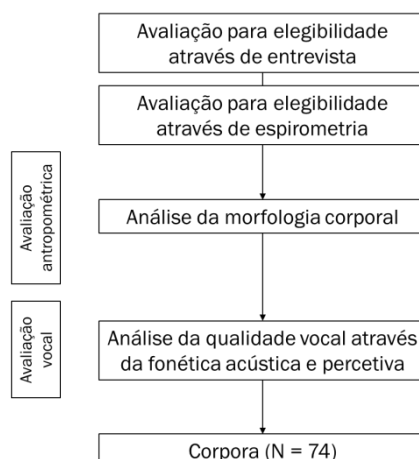 Avaliação para elegibilidade
através de entrevista
Avaliação para elegibilidade
através de espirometria
Avaliação
antropométrica
Análise da morfologia corporal
Avaliação
vocal
Análise da qualidade vocal através
da fonética acústica e percetiva
Corpora (N = 74)